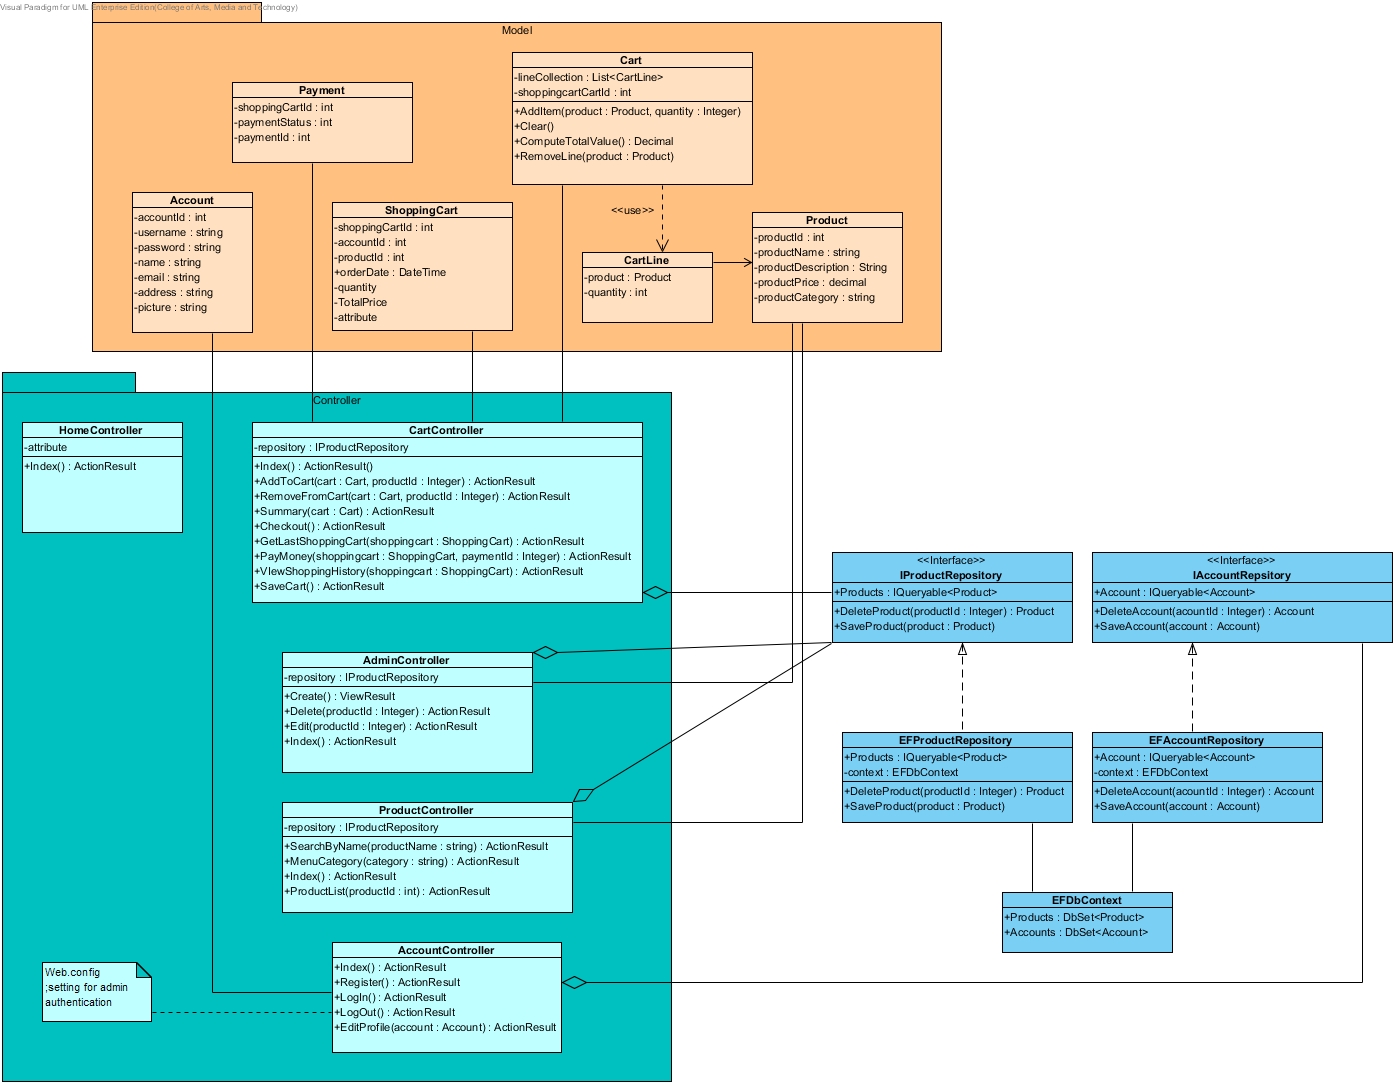 Visual Paradigm for UML Enterprise Edition(College of Arts, Media and Technology)
Model
Cart
-lineCollection : List<CartLine>
-shoppingcartCartId : int
+AddItem(product : Product, quantity : Integer)
+Clear()
+ComputeTotalValue() : Decimal
+RemoveLine(product : Product)
Payment
-shoppingCartId : int
-paymentStatus : int
-paymentId : int
Account
-accountId : int
-username : string
-password : string
-name : string
-email : string
-address : string
-picture : string
ShoppingCart
-shoppingCartId : int
-accountId : int
-productId : int
+orderDate : DateTime
-quantity
-TotalPrice
-attribute
<<use>>
CartLine
-product : Product
-quantity : int
Product
-productId : int
-productName : string
-productDescription : String
-productPrice : decimal
-productCategory : string
Controller
HomeController
-attribute
+Index() : ActionResult
CartController
-repository : IProductRepository
+Index() : ActionResult()
+AddToCart(cart : Cart, productId : Integer) : ActionResult
+RemoveFromCart(cart : Cart, productId : Integer) : ActionResult
+Summary(cart : Cart) : ActionResult
+Checkout() : ActionResult
+GetLastShoppingCart(shoppingcart : ShoppingCart) : ActionResult
+PayMoney(shoppingcart : ShoppingCart, paymentId : Integer) : ActionResult
+VIewShoppingHistory(shoppingcart : ShoppingCart) : ActionResult
+SaveCart() : ActionResult
<<Interface>>
IProductRepository
+Products : IQueryable<Product>
+DeleteProduct(productId : Integer) : Product
+SaveProduct(product : Product)
<<Interface>>
IAccountRepsitory
+Account : IQueryable<Account>
+DeleteAccount(acountId : Integer) : Account
+SaveAccount(account : Account)
AdminController
-repository : IProductRepository
+Create() : ViewResult
+Delete(productId : Integer) : ActionResult
+Edit(productId : Integer) : ActionResult
+Index() : ActionResult
EFProductRepository
+Products : IQueryable<Product>
-context : EFDbContext
+DeleteProduct(productId : Integer) : Product
+SaveProduct(product : Product)
EFAccountRepository
+Account : IQueryable<Account>
-context : EFDbContext
+DeleteAccount(acountId : Integer) : Account
+SaveAccount(account : Account)
ProductController
-repository : IProductRepository
+SearchByName(productName : string) : ActionResult
+MenuCategory(category : string) : ActionResult
+Index() : ActionResult
+ProductList(productId : int) : ActionResult
EFDbContext
+Products : DbSet<Product>
+Accounts : DbSet<Account>
AccountController
+Index() : ActionResult
+Register() : ActionResult
+LogIn() : ActionResult
+LogOut() : ActionResult
+EditProfile(account : Account) : ActionResult
Web.config
;setting for admin
authentication